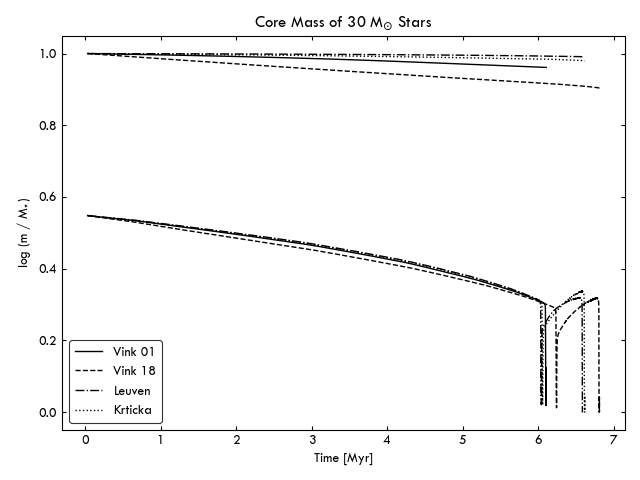 Core Mass of 30 M⊙ Stars
log (m / M⋆)
1.0
0.8
0.6
0.4
0.2
0.0
Vink 01
Vink 18
Leuven
Krticka
0 1 2 3 4 5 6 7
Time [Myr]